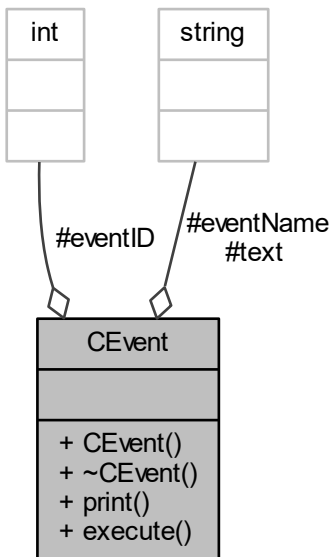 int
string
#eventID
#eventName
#text
CEvent
+ CEvent()
+ ~CEvent()
+ print()
+ execute()